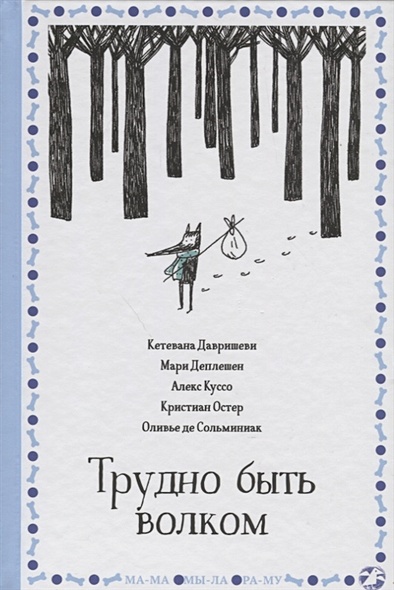 Кетевана Давришеви
Мари Деплешен
Алекс Куссо
Кристиан Остер
Оливье де Сольминиак
Трудно быть
волком
МА-МА МЫ-ЛА РА-МУ